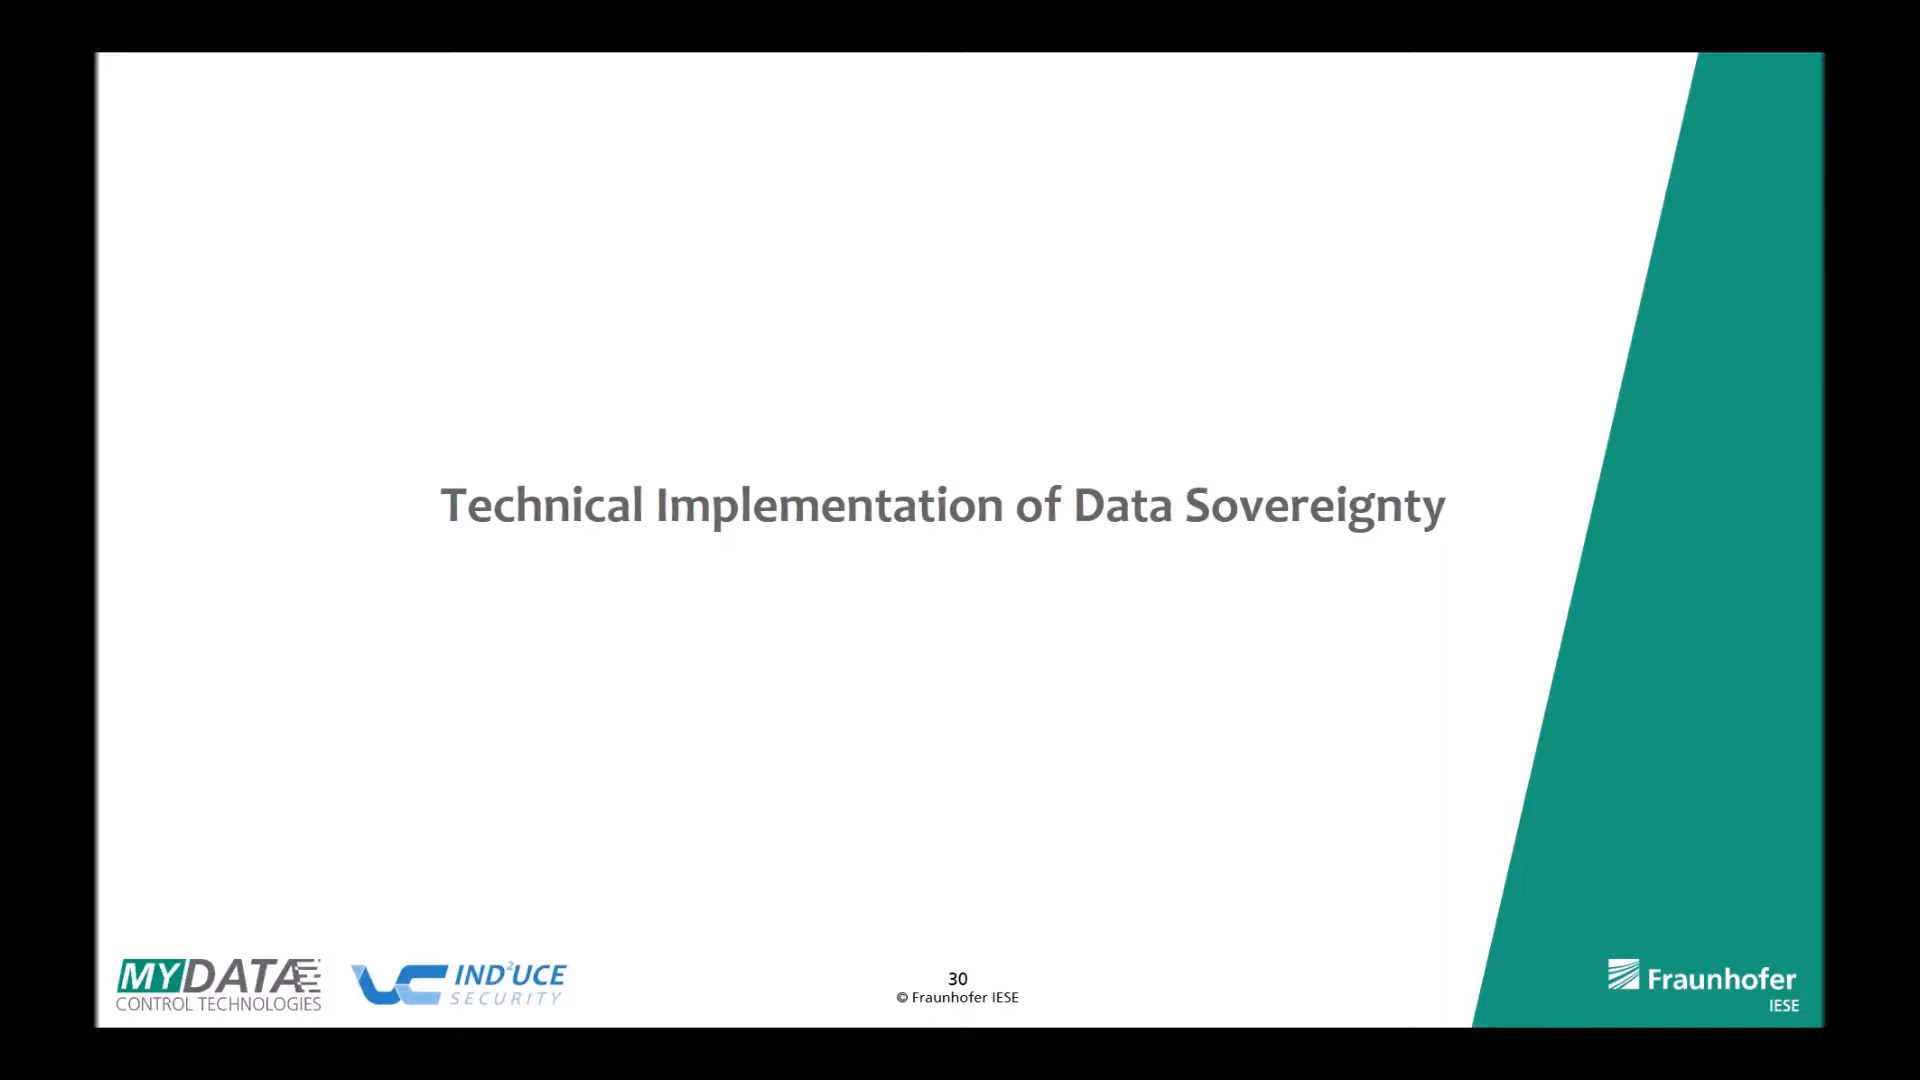 Technical Implementation of Data Sovereignty
MYDATA
CONTROL TECHNOLOGIES
IND²UCE
SECURITY
30
© Fraunhofer IESE
Fraunhofer
IESE